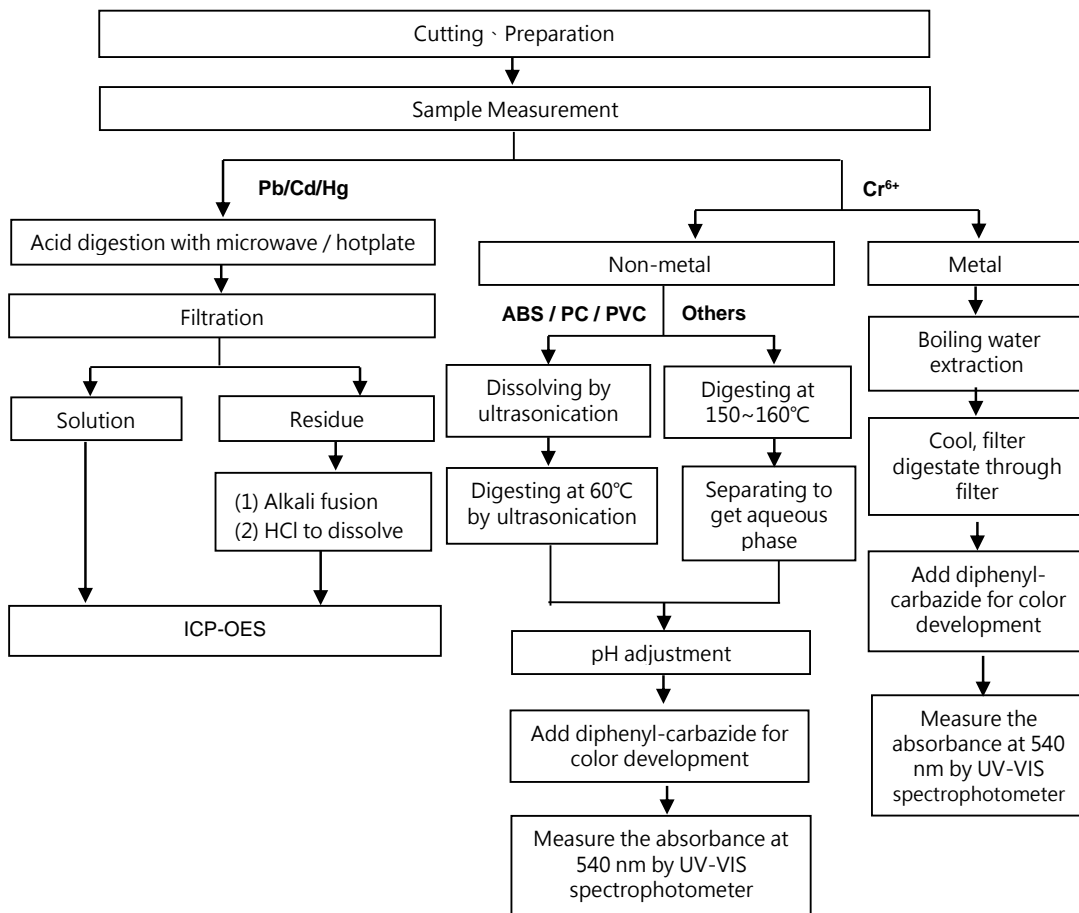 Cutting、Preparation
Sample Measurement
Pb/Cd/Hg
Cr⁶⁺
Acid digestion with microwave / hotplate
Non-metal
Metal
Filtration
ABS / PC / PVC
Others
Boiling water
extraction
Dissolving by
ultrasonication
Digesting at
150~160℃
Solution
Residue
Cool, filter
digestate through
filter
(1) Alkali fusion
(2) HCl to dissolve
Digesting at 60℃
by ultrasonication
Separating to
get aqueous
phase
Add diphenyl-
carbazide for color
development
ICP-OES
pH adjustment
Measure the
absorbance at 540
nm by UV-VIS
spectrophotometer
Add diphenyl-carbazide for
color development
Measure the absorbance at
540 nm by UV-VIS
spectrophotometer